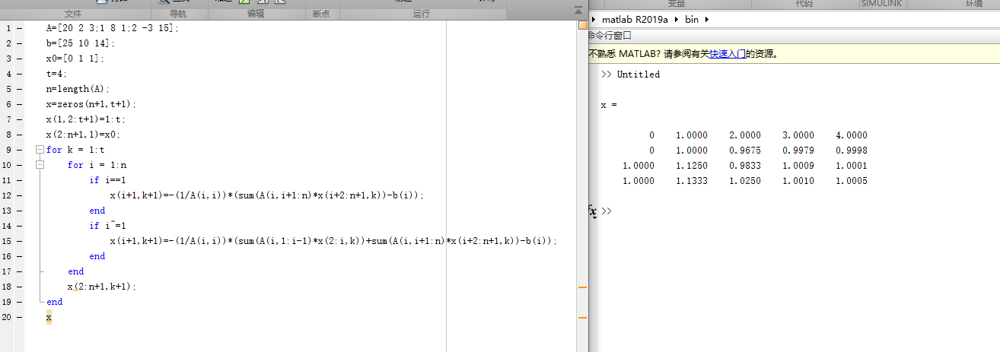 文件 导航 编辑 断点 运行
变量 代码 SIMULINK 环境
matlab R2019a bin
命令行窗口
不熟悉 MATLAB? 请参阅有关快速入门的资源。
1 A=[20 2 3;1 8 1;2 -3 15];
2 b=[25 10 14];
3 x0=[0 1 1];
4 t=4;
5 n=length(A);
6 x=zeros(n+1,t+1);
7 x(1,2:t+1)=1:t;
8 x(2:n+1,1)=x0;
9 for k = 1:t
10 for i = 1:n
11 if i==1
12 x(i+1,k+1)=-(1/A(i,i))*(sum(A(i,i+1:n)*x(i+2:n+1,k))-b(i));
13 end
14 if i~=1
15 x(i+1,k+1)=-(1/A(i,i))*(sum(A(i,1:i-1)*x(2:i,k))+sum(A(i,i+1:n)*x(i+2:n+1,k))-b(i));
16 end
17 end
18 x(2:n+1,k+1);
19 end
20 x
>> Untitled
x =
0 1.0000 2.0000 3.0000 4.0000
0 1.0000 0.9675 0.9979 0.9998
1.0000 1.1250 0.9833 1.0009 1.0001
1.0000 1.1333 1.0250 1.0010 1.0005
fx >>